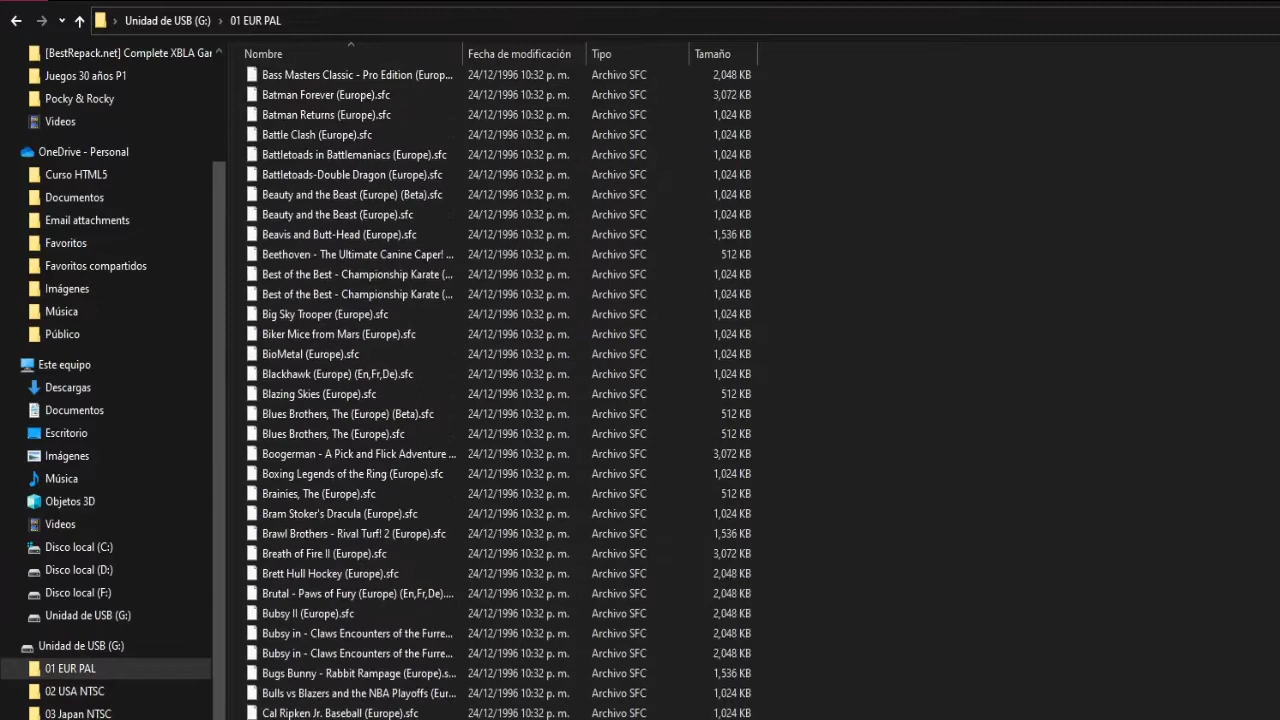 Unidad de USB (G:) › 01 EUR PAL
[BestRepack.net] Complete XBLA Gar
Juegos 30 años P1
Pocky & Rocky
Videos
OneDrive - Personal
Curso HTML5
Documentos
Email attachments
Favoritos
Favoritos compartidos
Imágenes
Música
Público
Este equipo
Descargas
Documentos
Escritorio
Imágenes
Música
Objetos 3D
Videos
Disco local (C:)
Disco local (D:)
Disco local (F:)
Unidad de USB (G:)
Unidad de USB (G:)
01 EUR PAL
02 USA NTSC
03 Japan NTSC
Nombre Fecha de modificación Tipo Tamaño
Bass Masters Classic - Pro Edition (Europ... 24/12/1996 10:32 p. m. Archivo SFC 2,048 KB
Batman Forever (Europe).sfc 24/12/1996 10:32 p. m. Archivo SFC 3,072 KB
Batman Returns (Europe).sfc 24/12/1996 10:32 p. m. Archivo SFC 1,024 KB
Battle Clash (Europe).sfc 24/12/1996 10:32 p. m. Archivo SFC 1,024 KB
Battletoads in Battlemaniacs (Europe).sfc 24/12/1996 10:32 p. m. Archivo SFC 1,024 KB
Battletoads-Double Dragon (Europe).sfc 24/12/1996 10:32 p. m. Archivo SFC 1,024 KB
Beauty and the Beast (Europe) (Beta).sfc 24/12/1996 10:32 p. m. Archivo SFC 1,024 KB
Beauty and the Beast (Europe).sfc 24/12/1996 10:32 p. m. Archivo SFC 1,024 KB
Beavis and Butt-Head (Europe).sfc 24/12/1996 10:32 p. m. Archivo SFC 1,536 KB
Beethoven - The Ultimate Canine Caper! ... 24/12/1996 10:32 p. m. Archivo SFC 512 KB
Best of the Best - Championship Karate (... 24/12/1996 10:32 p. m. Archivo SFC 1,024 KB
Best of the Best - Championship Karate (... 24/12/1996 10:32 p. m. Archivo SFC 1,024 KB
Big Sky Trooper (Europe).sfc 24/12/1996 10:32 p. m. Archivo SFC 1,024 KB
Biker Mice from Mars (Europe).sfc 24/12/1996 10:32 p. m. Archivo SFC 1,024 KB
BioMetal (Europe).sfc 24/12/1996 10:32 p. m. Archivo SFC 1,024 KB
Blackhawk (Europe) (En,Fr,De).sfc 24/12/1996 10:32 p. m. Archivo SFC 1,024 KB
Blazing Skies (Europe).sfc 24/12/1996 10:32 p. m. Archivo SFC 512 KB
Blues Brothers, The (Europe) (Beta).sfc 24/12/1996 10:32 p. m. Archivo SFC 512 KB
Blues Brothers, The (Europe).sfc 24/12/1996 10:32 p. m. Archivo SFC 512 KB
Boogerman - A Pick and Flick Adventure ... 24/12/1996 10:32 p. m. Archivo SFC 3,072 KB
Boxing Legends of the Ring (Europe).sfc 24/12/1996 10:32 p. m. Archivo SFC 1,024 KB
Brainies, The (Europe).sfc 24/12/1996 10:32 p. m. Archivo SFC 512 KB
Bram Stoker's Dracula (Europe).sfc 24/12/1996 10:32 p. m. Archivo SFC 1,024 KB
Brawl Brothers - Rival Turf! 2 (Europe).sfc 24/12/1996 10:32 p. m. Archivo SFC 1,536 KB
Breath of Fire II (Europe).sfc 24/12/1996 10:32 p. m. Archivo SFC 3,072 KB
Brett Hull Hockey (Europe).sfc 24/12/1996 10:32 p. m. Archivo SFC 2,048 KB
Brutal - Paws of Fury (Europe) (En,Fr,De).... 24/12/1996 10:32 p. m. Archivo SFC 2,048 KB
Bubsy II (Europe).sfc 24/12/1996 10:32 p. m. Archivo SFC 2,048 KB
Bubsy in - Claws Encounters of the Furre... 24/12/1996 10:32 p. m. Archivo SFC 2,048 KB
Bubsy in - Claws Encounters of the Furre... 24/12/1996 10:32 p. m. Archivo SFC 2,048 KB
Bugs Bunny - Rabbit Rampage (Europe).s... 24/12/1996 10:32 p. m. Archivo SFC 1,536 KB
Bulls vs Blazers and the NBA Playoffs (Eur... 24/12/1996 10:32 p. m. Archivo SFC 1,024 KB
Cal Ripken Jr. Baseball (Europe).sfc 24/12/1996 10:32 p. m. Archivo SFC 1,024 KB